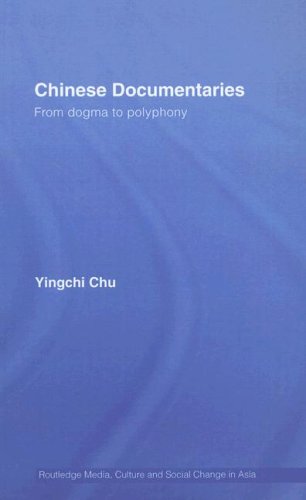 Chinese Documentaries
From dogma to polyphony
Yingchi Chu
Routledge Media, Culture and Social Change in Asia